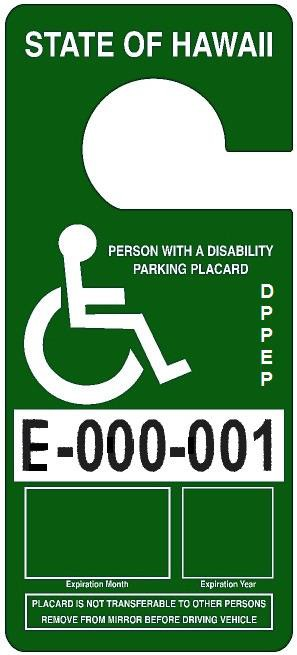 STATE OF HAWAII
PERSON WITH A DISABILITY
PARKING PLACARD
D
P
P
E
P
E-000-001
Expiration Month Expiration Year
PLACARD IS NOT TRANSFERABLE TO OTHER PERSONS
REMOVE FROM MIRROR BEFORE DRIVING VEHICLE